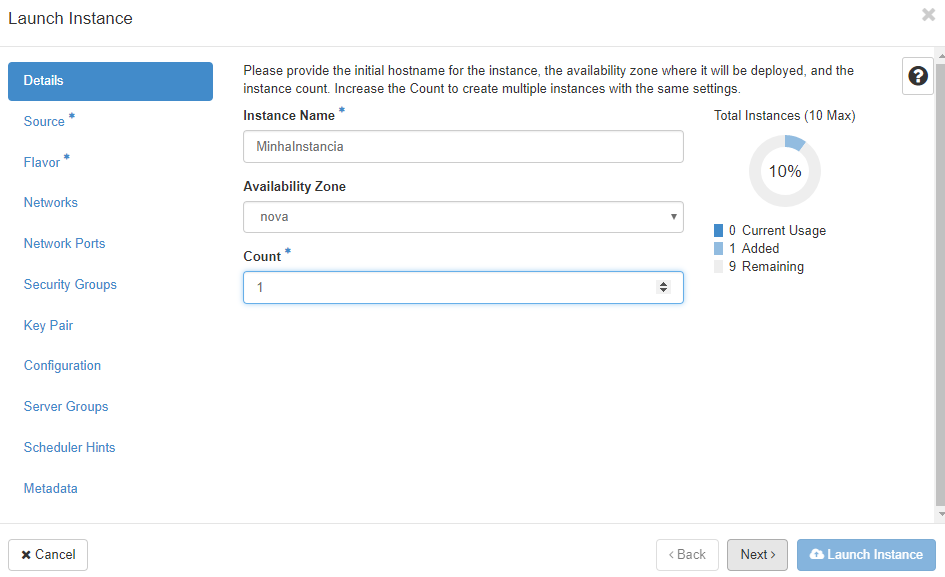 Launch Instance
×
Details
Source *
Flavor *
Networks
Network Ports
Security Groups
Key Pair
Configuration
Server Groups
Scheduler Hints
Metadata
Please provide the initial hostname for the instance, the availability zone where it will be deployed, and the
instance count. Increase the Count to create multiple instances with the same settings.
Instance Name *
MinhaInstancia
Availability Zone
nova
Count *
1
?
Total Instances (10 Max)
10%
0 Current Usage
1 Added
9 Remaining
× Cancel
‹ Back
Next ›
Launch Instance